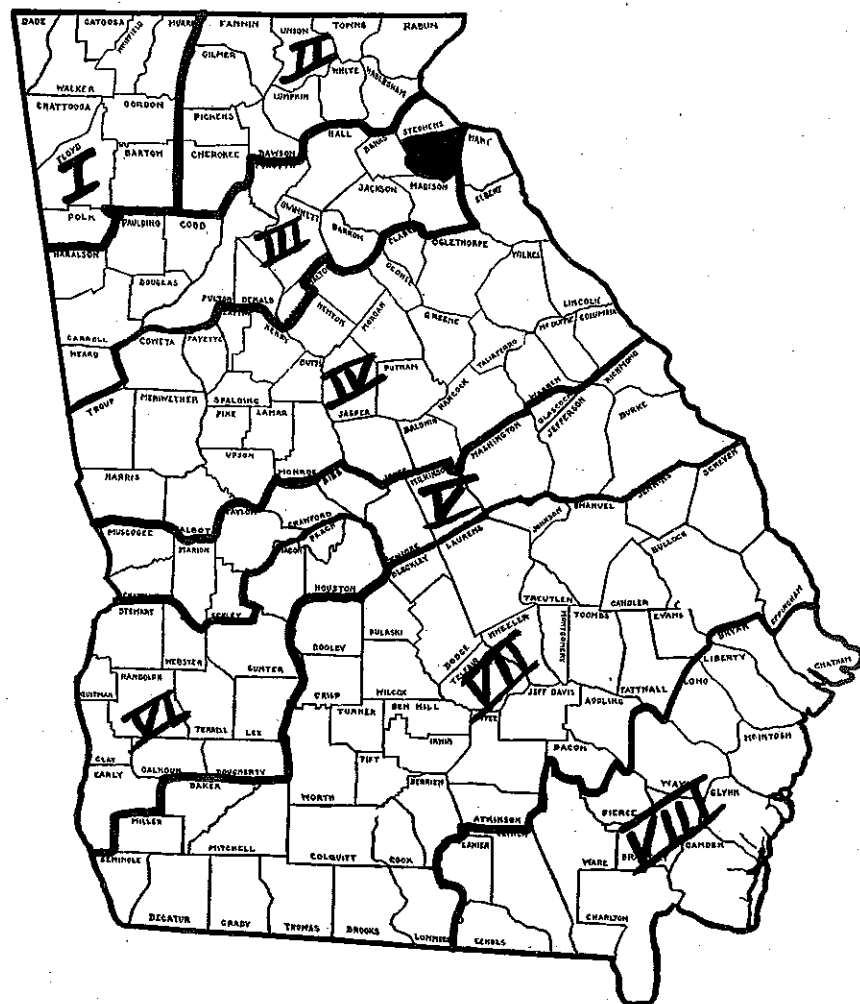 DADE
CATOOSA
WHITFIELD
MURRAY
FANNIN
UNION
TOWNS
RABUN
GILMER
II
WHITE
HABERSHAM
WALKER
LUMPKIN
CHATTOOGA
GORDON
PICKENS
HALL
BANKS
STEPHENS
HART
FLOYD
BARTOW
CHEROKEE
DAWSON
FORSYTH
MADISON
I
JACKSON
ELBERT
POLK
PAULDING
COBB
GWINNETT
BARROW
CLARKE
OGLETHORPE
III
WILKES
HARALSON
OCONEE
DOUGLAS
LINCOLN
FULTON
DEKALB
WALTON
NEWTON
MORGAN
GREENE
McDUFFIE
COLUMBIA
CARROLL
TALIAFERRO
HEARD
COWETA
FAYETTE
HENRY
BUTTS
IV
PUTNAM
WARREN
RICHMOND
TROUP
MERIWETHER
SPALDING
HANCOCK
GLASCOCK
PIKE
LAMAR
JASPER
BALDWIN
JEFFERSON
BURKE
UPSON
WASHINGTON
HARRIS
MONROE
BIBB
JONES
WILKINSON
JENKINS
SCREVEN
TALBOT
TAYLOR
CRAWFORD
V
EMANUEL
MUSCOGEE
MARION
MACON
PEACH
TWIGGS
LAURENS
JOHNSON
BLECKLEY
BULLOCH
HOUSTON
STEWART
SCHLEY
TREUTLEN
CANDLER
EFFINGHAM
DOOLEY
PULASKI
WHEELER
MONTGOMERY
TOOMBS
EVANS
BRYAN
WEBSTER
SUMTER
DODGE
LIBERTY
CHATHAM
QUITMAN
RANDOLPH
TELFAIR
VII
TATTNALL
LONG
CRISP
WILCOX
JEFF DAVIS
APPLING
VI
TERRELL
LEE
TURNER
BEN HILL
McINTOSH
CLAY
IRWIN
BACON
CALHOUN
DOUGHERTY
TIFT
WAYNE
EARLY
BAKER
BERRIEN
GLYNN
WORTH
PIERCE
MILLER
ATKINSON
VIII
MITCHELL
LANIER
CAMDEN
SEMINOLE
COLQUITT
COOK
WARE
CHARLTON
DECATUR
GRADY
THOMAS
BROOKS
LOWNDES
ECHOLS